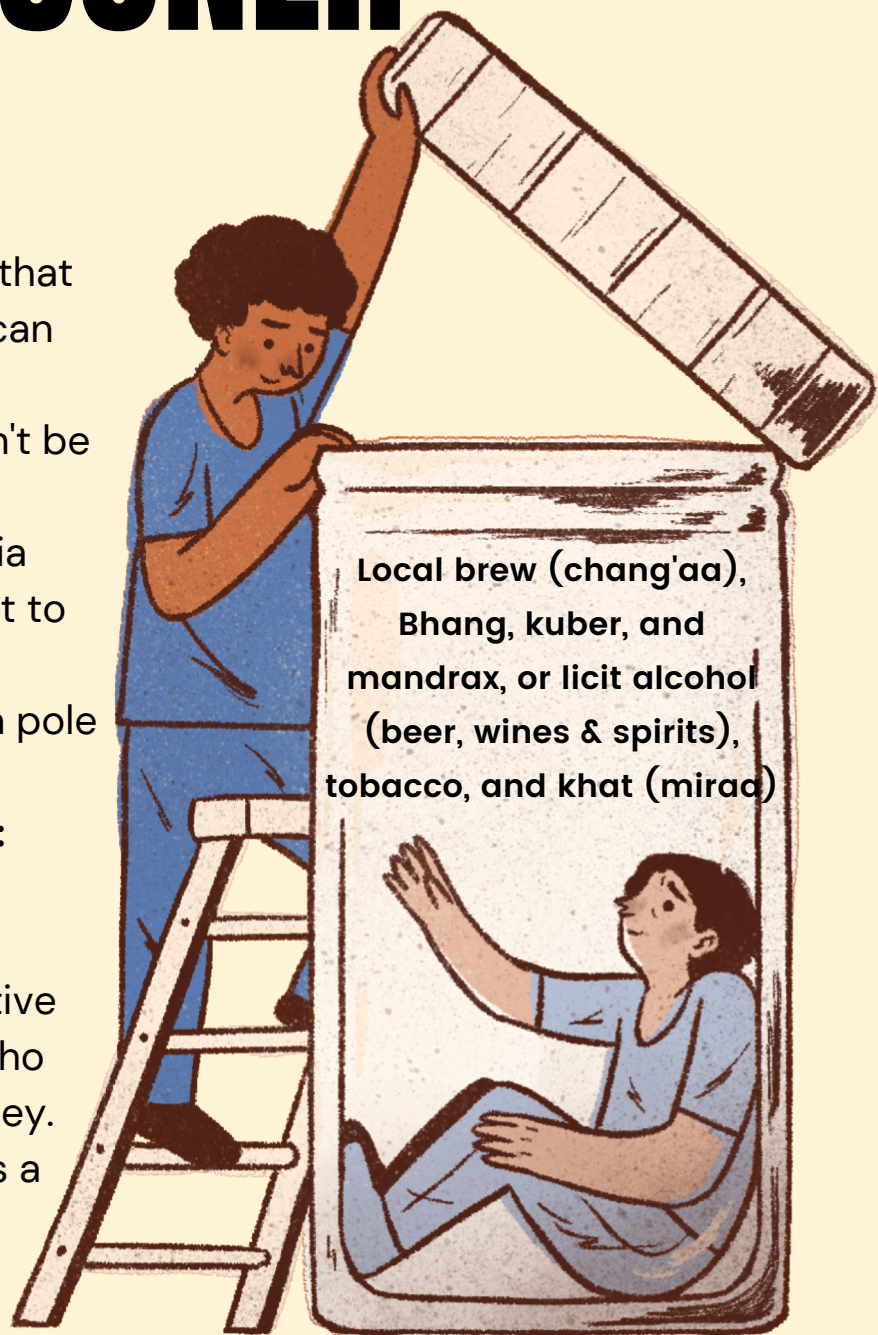 that
can
n't be
ia
t to
pole
:
tive
ho
ey.
s a
Local brew (chang'aa),
Bhang, kuber, and
mandrax, or licit alcohol
(beer, wines & spirits),
tobacco, and khat (miraa)